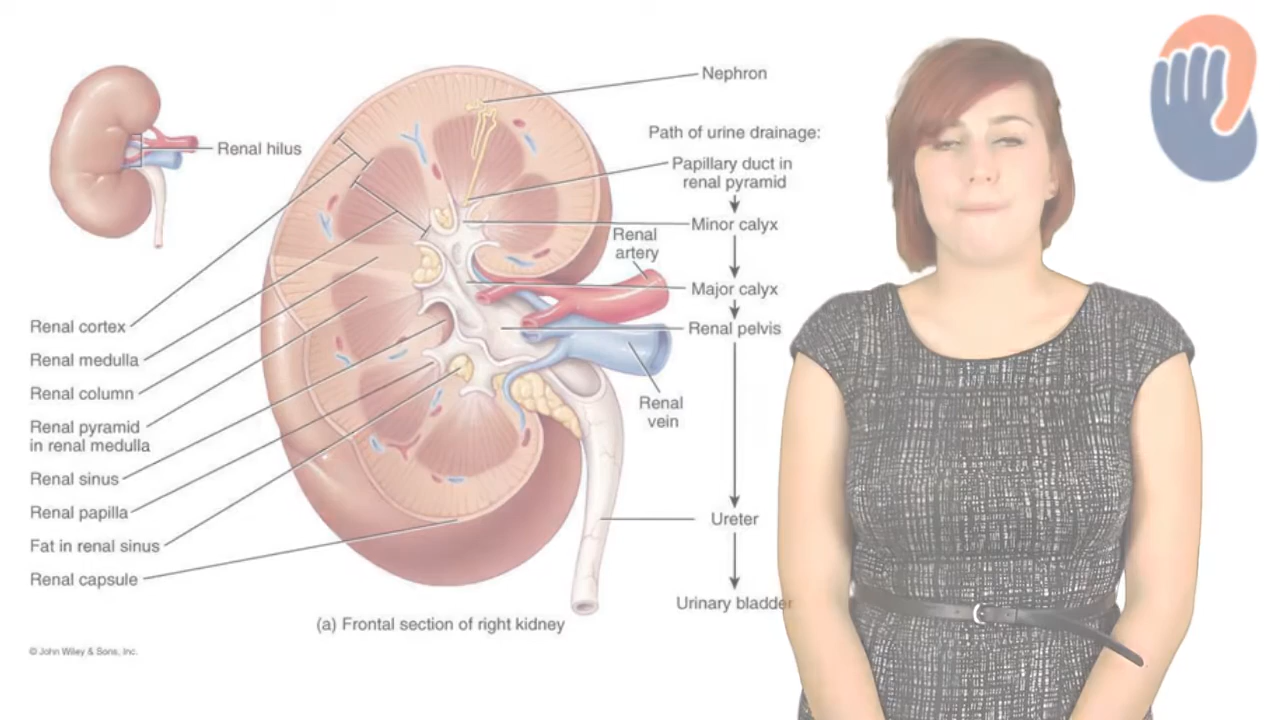 Nephron
Path of urine drainage:
Papillary duct in
renal pyramid
Minor calyx
Renal
artery
Major calyx
Renal pelvis
Renal
vein
Ureter
Urinary bladder
Renal hilus
Renal cortex
Renal medulla
Renal column
Renal pyramid
in renal medulla
Renal sinus
Renal papilla
Fat in renal sinus
Renal capsule
(a) Frontal section of right kidney
© John Wiley & Sons, Inc.